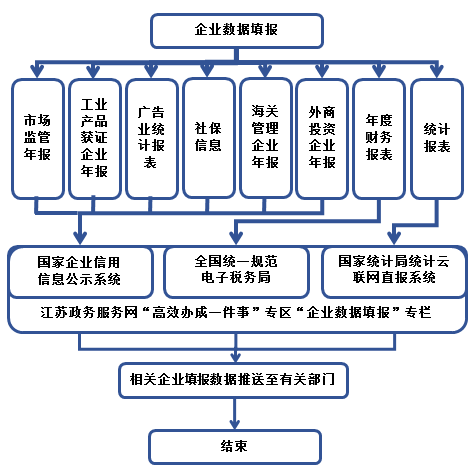 企业数据填报
市场
监管
年报
工业
产品
获证
企业
年报
广告
业统
计报
表
社保
信息
海关
管理
企业
年报
外商
投资
企业
年报
年度
财务
报表
统计
报表
国家企业信用
信息公示系统
全国统一规范
电子税务局
国家统计局统计云
联网直报系统
江苏政务服务网“高效办成一件事”专区“企业数据填报”专栏
相关企业填报数据推送至有关部门
结束